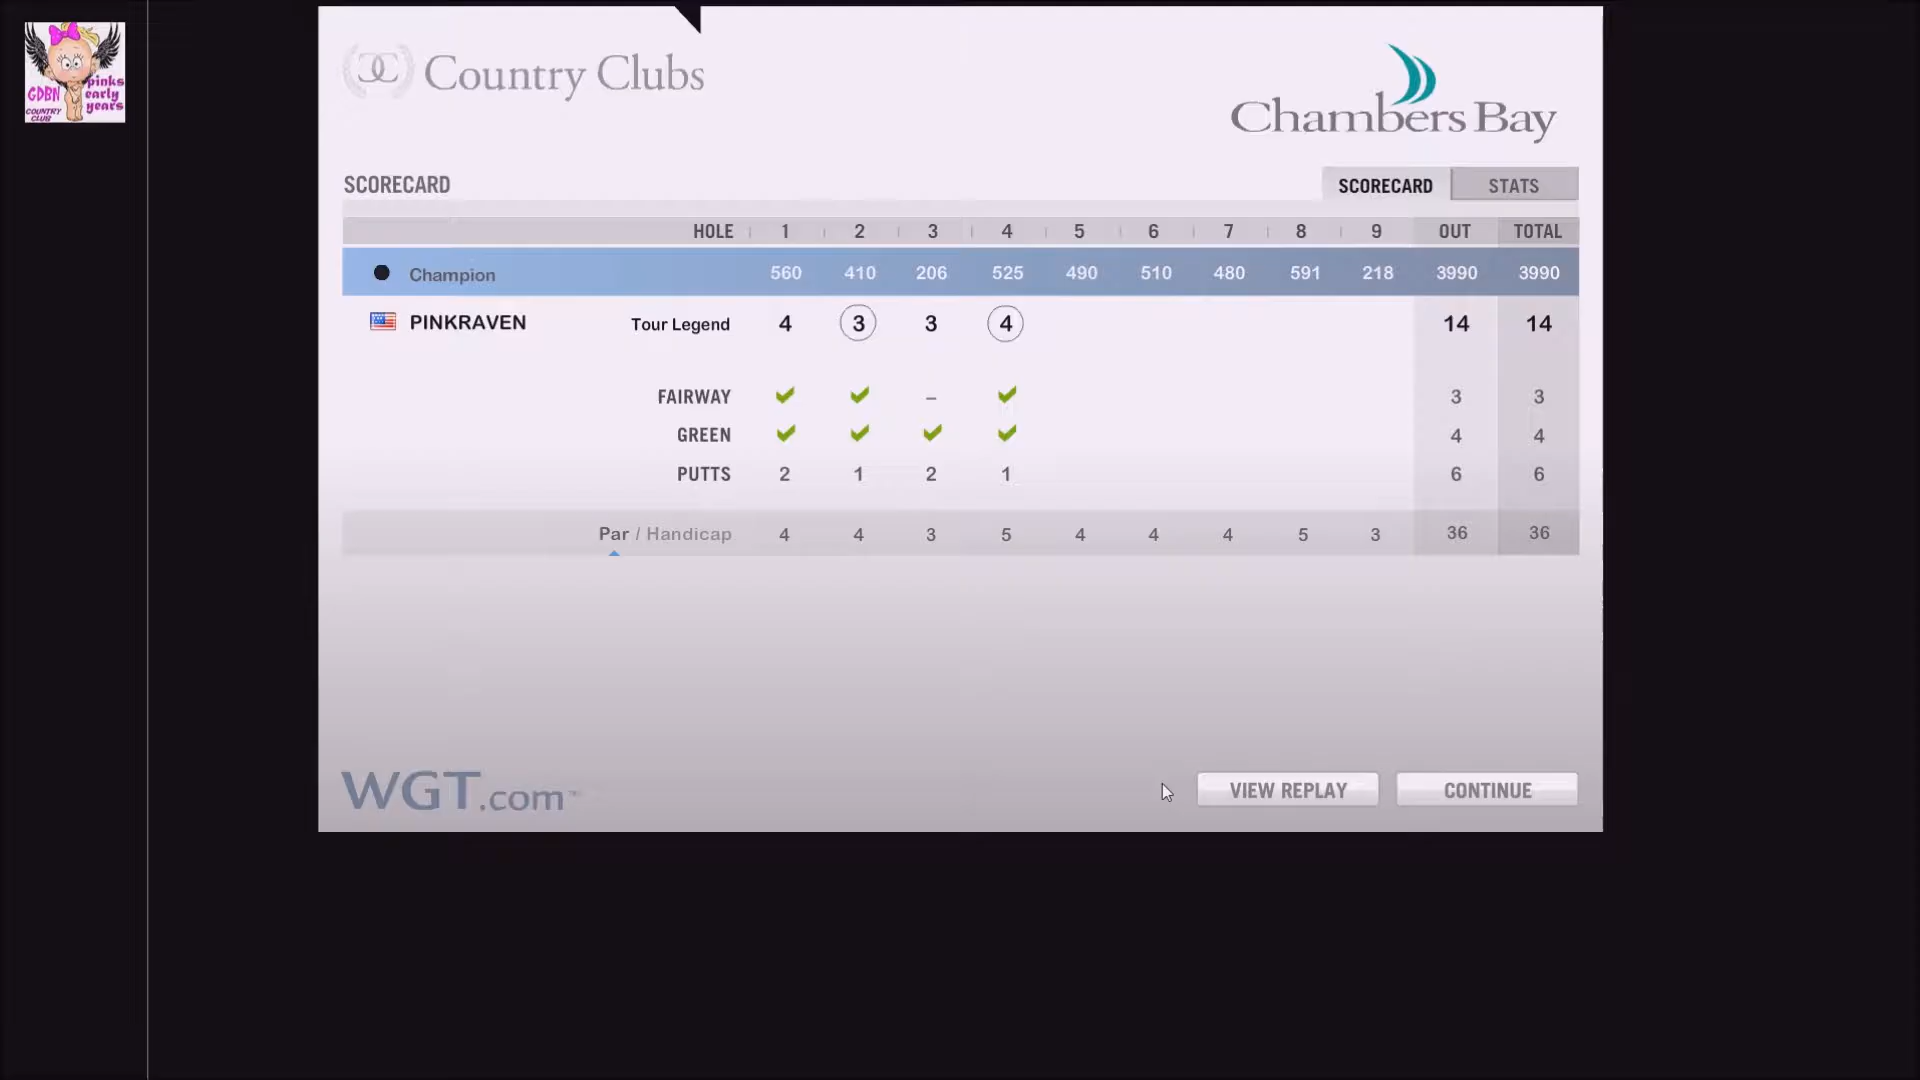 GDBN
COUNTRY
CLUB
pinks
early
years
CC Country Clubs
Chambers Bay
SCORECARD
SCORECARD STATS
HOLE 1 2 3 4 5 6 7 8 9 OUT TOTAL
Champion 560 410 206 525 490 510 480 591 218 3990 3990
PINKRAVEN Tour Legend 4 3 3 4 14 14
FAIRWAY – 3 3
GREEN 4 4
PUTTS 2 1 2 1 6 6
Par / Handicap 4 4 3 5 4 4 4 5 3 36 36
WGT.com™
VIEW REPLAY CONTINUE